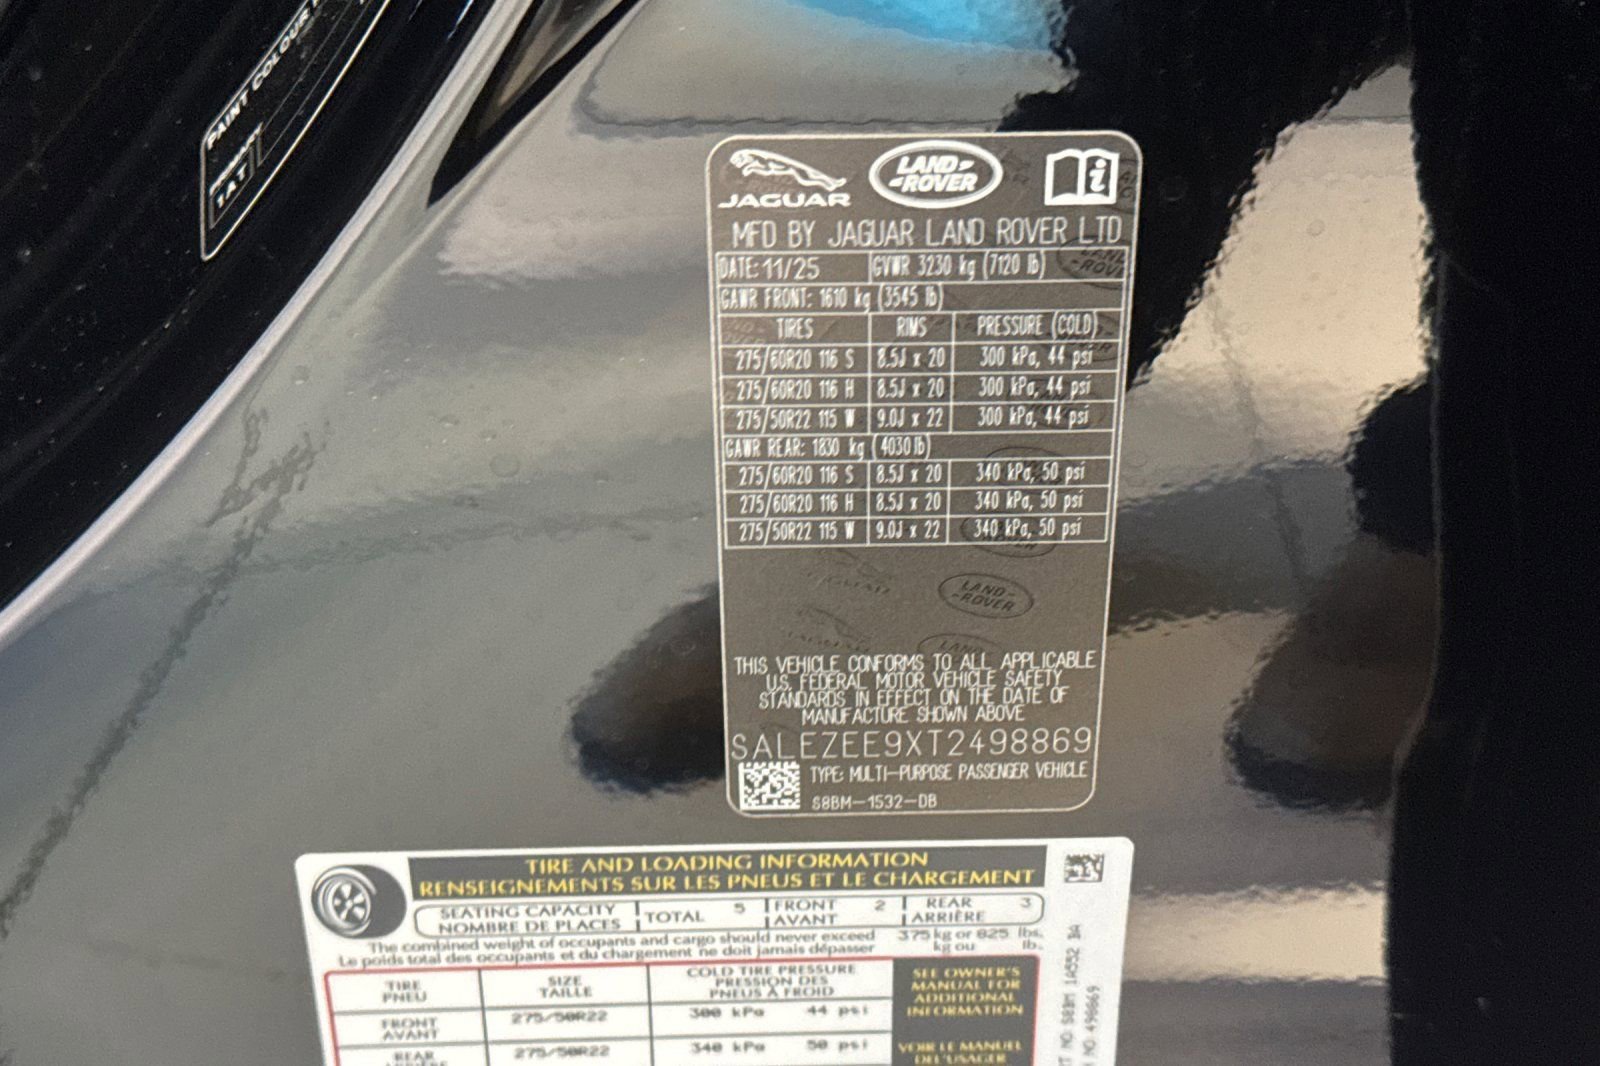 PAINT COLOUR
PRIMARY
1AT
JAGUAR
LAND ROVER
MFD BY JAGUAR LAND ROVER LTD
DATE: 11/25 GVWR 3230 kg (7120 lb)
GAWR FRONT: 1610 kg (3545 lb)
TIRES RIMS PRESSURE (COLD)
275/60R20 116 S 8.5J x 20 300 kPa, 44 psi
275/60R20 116 H 8.5J x 20 300 kPa, 44 psi
275/50R22 115 W 9.0J x 22 300 kPa, 44 psi
GAWR REAR: 1830 kg (4030 lb)
275/60R20 116 S 8.5J x 20 340 kPa, 50 psi
275/60R20 116 H 8.5J x 20 340 kPa, 50 psi
275/50R22 115 W 9.0J x 22 340 kPa, 50 psi
THIS VEHICLE CONFORMS TO ALL APPLICABLE
U.S. FEDERAL MOTOR VEHICLE SAFETY
STANDARDS IN EFFECT ON THE DATE OF
MANUFACTURE SHOWN ABOVE
SALEZEE9XT2498869
TYPE: MULTI-PURPOSE PASSENGER VEHICLE
S8BM-1532-DB
TIRE AND LOADING INFORMATION
RENSEIGNEMENTS SUR LES PNEUS ET LE CHARGEMENT
SEATING CAPACITY TOTAL 5 FRONT 2 REAR 3
NOMBRE DE PLACES AVANT ARRIÈRE
The combined weight of occupants and cargo should never exceed 375 kg or 825 lbs.
Le poids total des occupants et du chargement ne doit jamais dépasser kg ou lb.
TIRE SIZE COLD TIRE PRESSURE
PNEU TAILLE PRESSION DES
PNEUS À FROID
SEE OWNER'S
MANUAL FOR
ADDITIONAL
INFORMATION
FRONT 275/50R22 300 kPa 44 psi
AVANT
REAR 275/50R22 340 kPa 50 psi
VOIR LE MANUEL
DE L'USAGER
NO: S8BM 1A552 BA
NO 498869